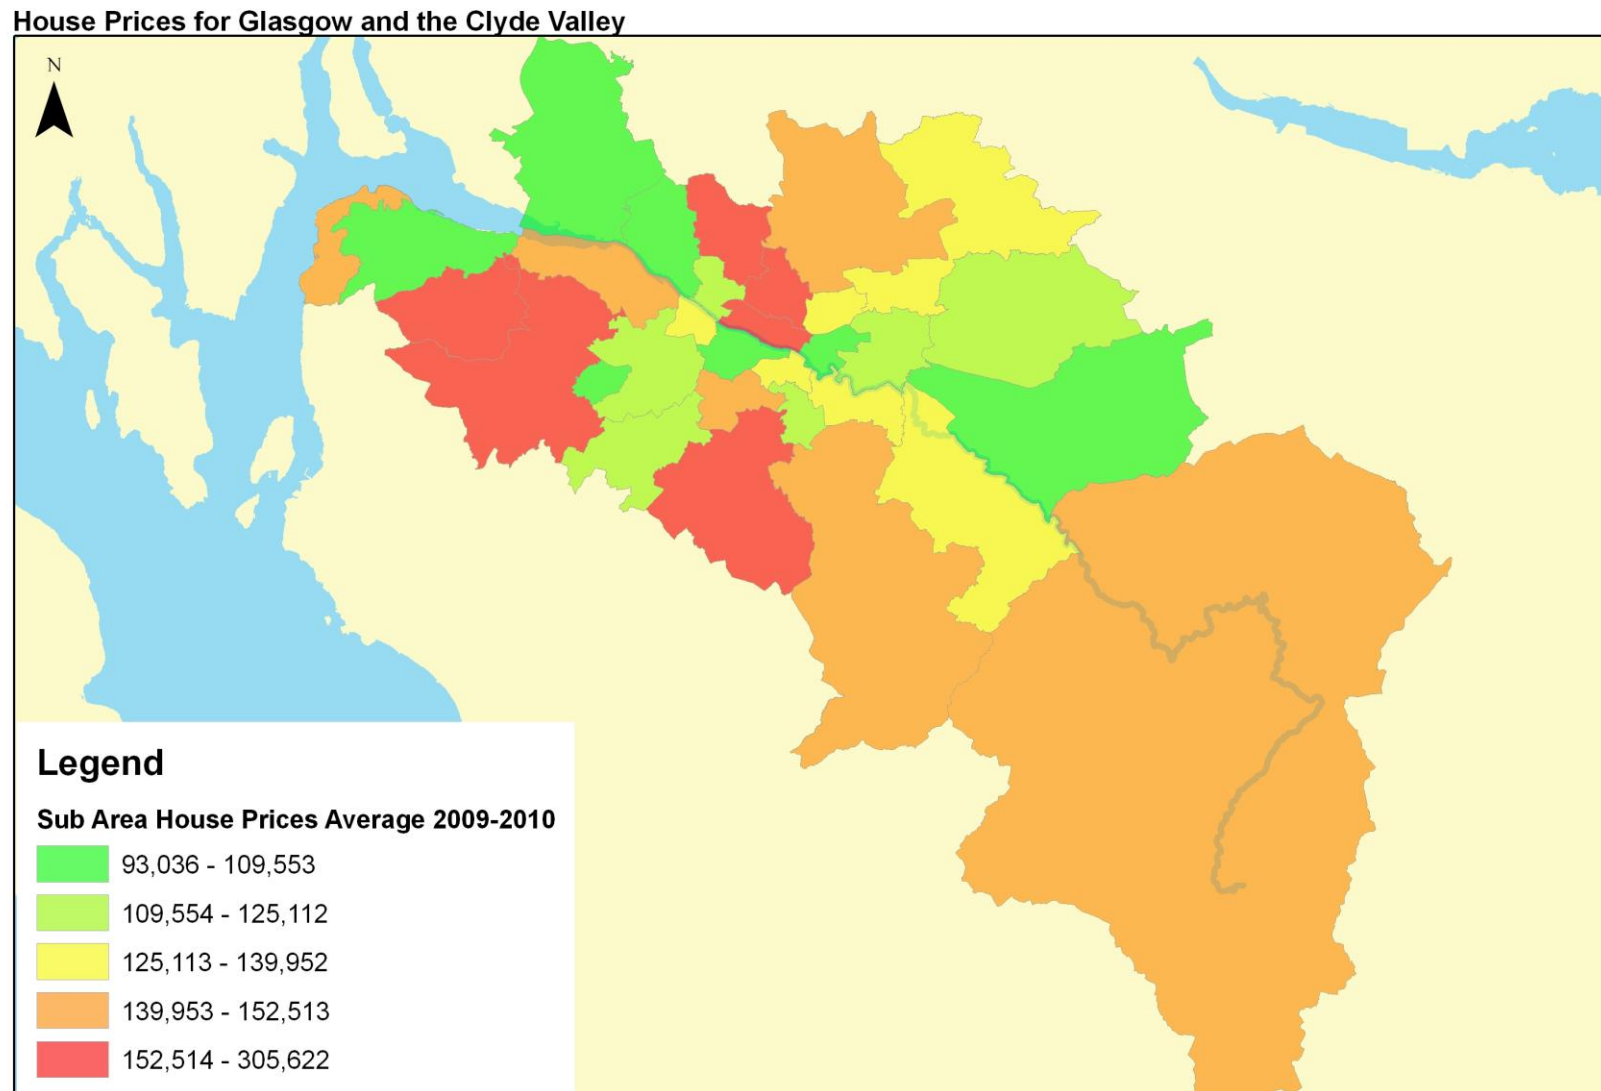 House Prices for Glasgow and the Clyde Valley
N
Legend
Sub Area House Prices Average 2009-2010
93,036 - 109,553
109,554 - 125,112
125,113 - 139,952
139,953 - 152,513
152,514 - 305,622